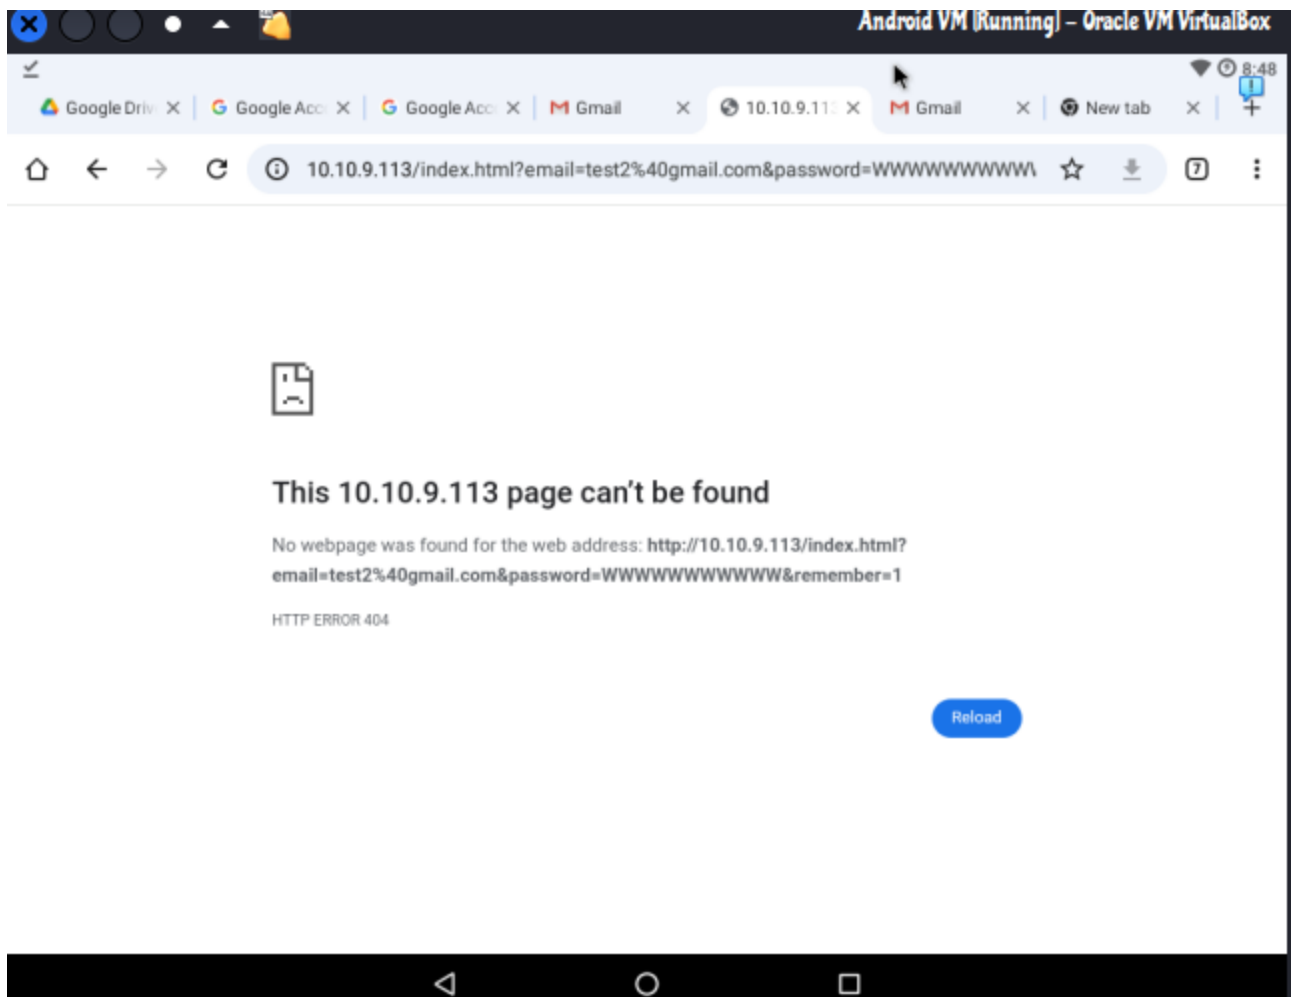 Android VM [Running] - Oracle VM VirtualBox
8:48
Google Driv
Google Acc
Google Acc
Gmail
10.10.9.113
Gmail
New tab
10.10.9.113/index.html?email=test2%40gmail.com&password=WWWWWWWWWW
7
This 10.10.9.113 page can't be found
No webpage was found for the web address: http://10.10.9.113/index.html?
email=test2%40gmail.com&password=WWWWWWWWWWW&remember=1
HTTP ERROR 404
Reload